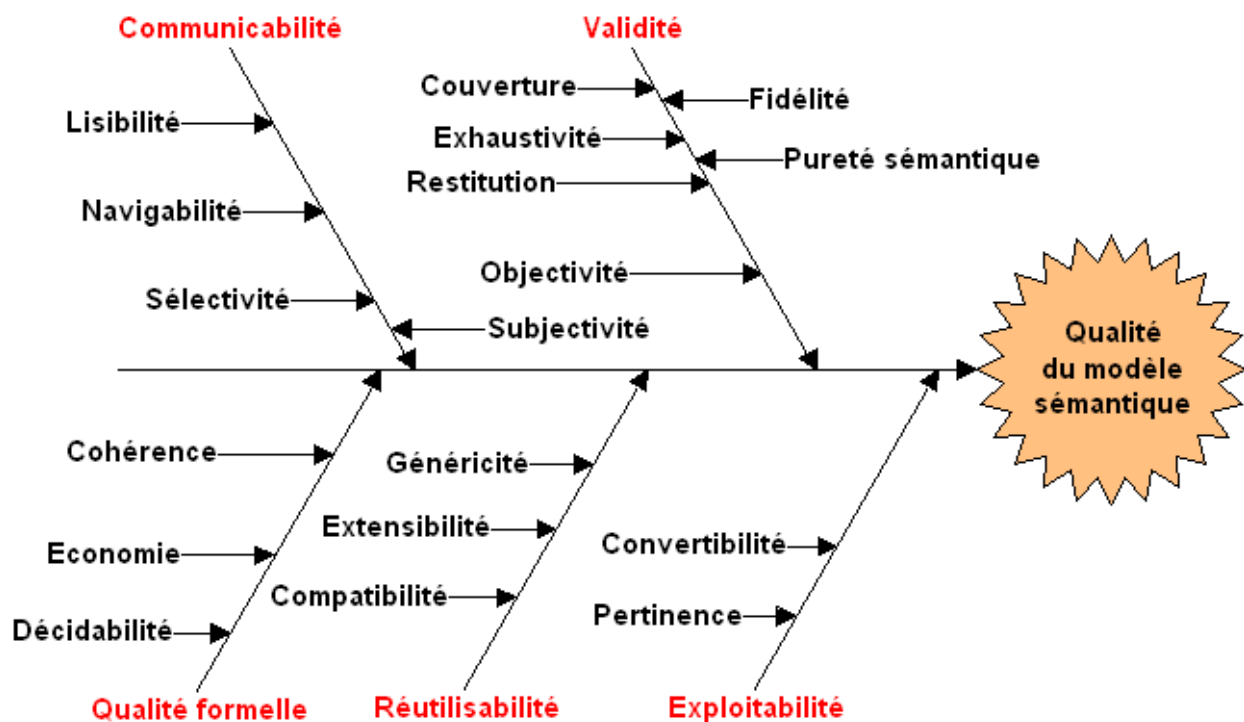 Communicabilité
Validité
Couverture
Fidélité
Lisibilité
Exhaustivité
Pureté sémantique
Restitution
Navigabilité
Objectivité
Sélectivité
Subjectivité
Qualité
du modèle
sémantique
Cohérence
Généricité
Extensibilité
Convertibilité
Economie
Compatibilité
Pertinence
Décidabilité
Qualité formelle
Réutilisabilité
Exploitabilité